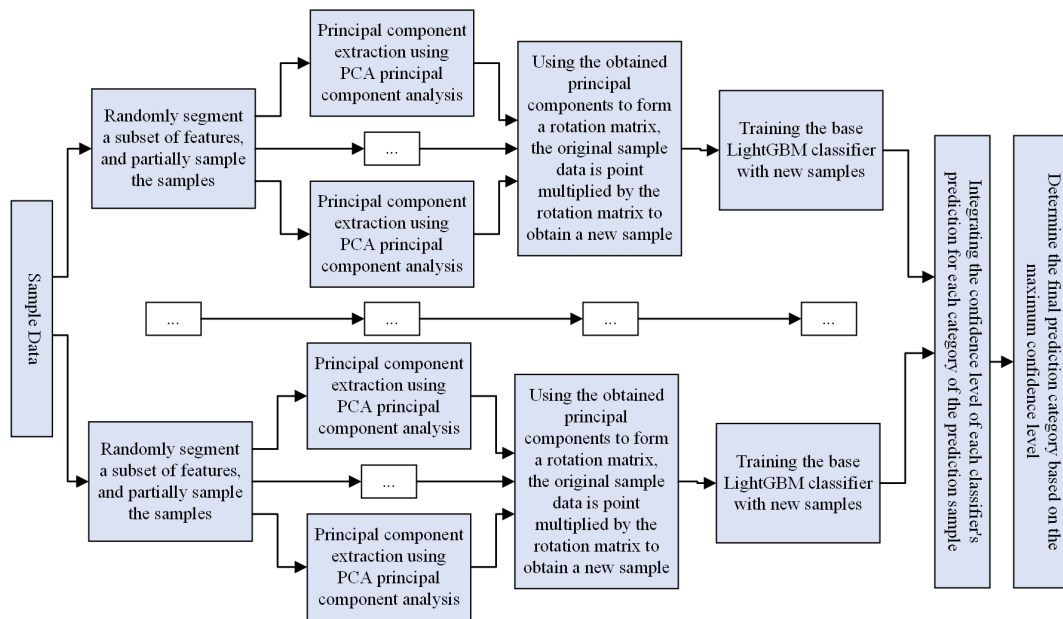 Sample Data
Randomly segment
a subset of features,
and partially sample
the samples
Principal component
extraction using
PCA principal
component analysis
...
Principal component
extraction using
PCA principal
component analysis
Using the obtained
principal
components to form
a rotation matrix,
the original sample
data is point
multiplied by the
rotation matrix to
obtain a new sample
Training the base
LightGBM classifier
with new samples
...
...
...
...
Randomly segment
a subset of features,
and partially sample
the samples
Principal component
extraction using
PCA principal
component analysis
...
Principal component
extraction using
PCA principal
component analysis
Using the obtained
principal
components to form
a rotation matrix,
the original sample
data is point
multiplied by the
rotation matrix to
obtain a new sample
Training the base
LightGBM classifier
with new samples
Integrating the confidence level of each classifier's
prediction for each category of the prediction sample
Determine the final prediction category based on the
maximum confidence level